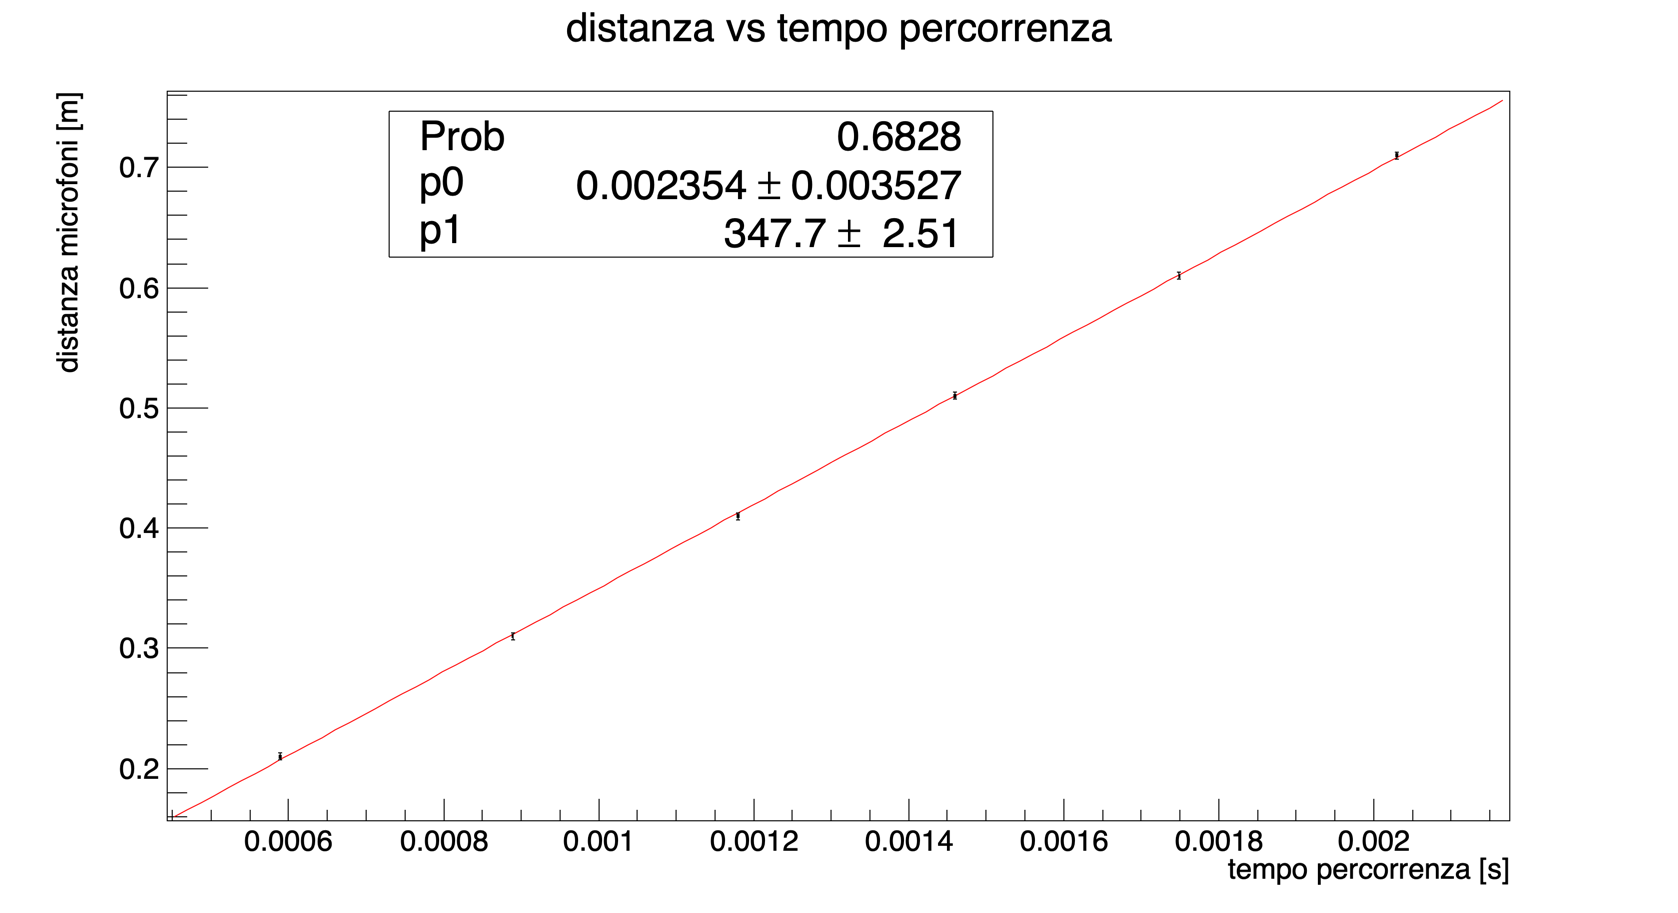 distanza vs tempo percorrenza
distanza microfoni [m]
Prob 0.6828
p0 0.002354 ± 0.003527
p1 347.7 ± 2.51
0.7
0.6
0.5
0.4
0.3
0.2
0.0006 0.0008 0.001 0.0012 0.0014 0.0016 0.0018 0.002
tempo percorrenza [s]